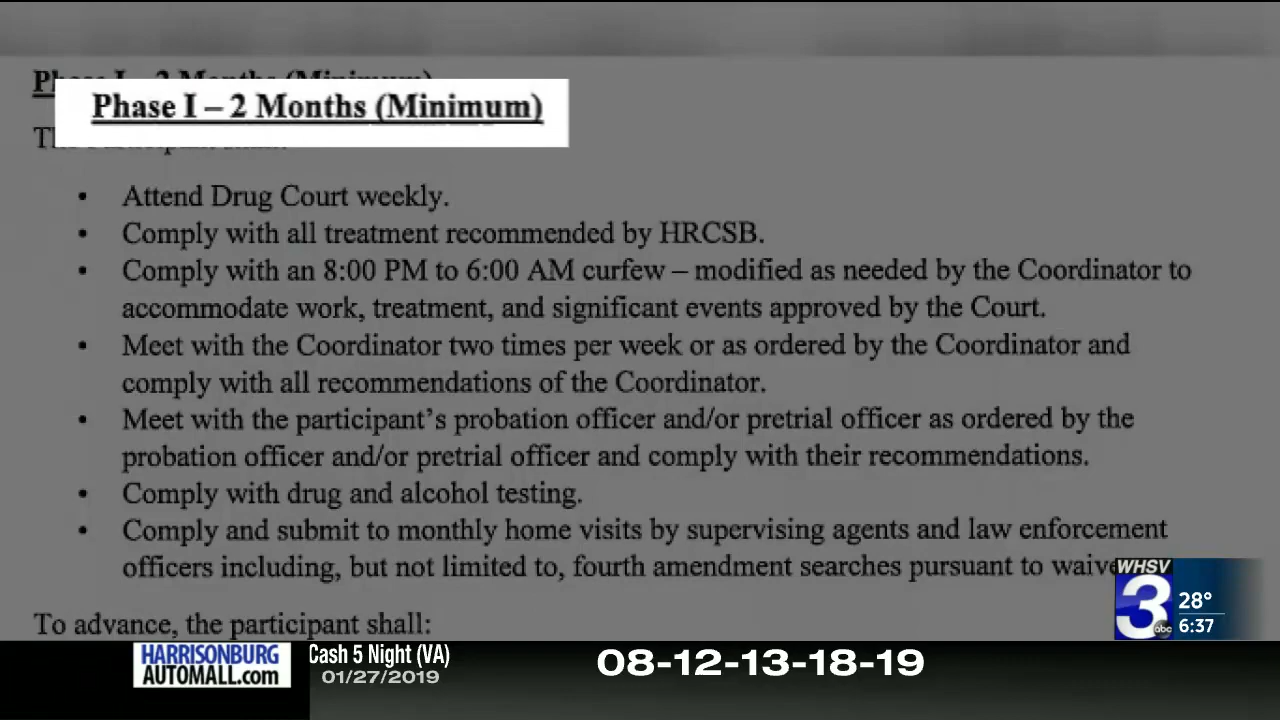 Phase I – 2 Months (Minimum)
Phase I – 2 Months (Minimum)
• Attend Drug Court weekly.
• Comply with all treatment recommended by HRCSB.
• Comply with an 8:00 PM to 6:00 AM curfew – modified as needed by the Coordinator to
accommodate work, treatment, and significant events approved by the Court.
• Meet with the Coordinator two times per week or as ordered by the Coordinator and
comply with all recommendations of the Coordinator.
• Meet with the participant’s probation officer and/or pretrial officer as ordered by the
probation officer and/or pretrial officer and comply with their recommendations.
• Comply with drug and alcohol testing.
• Comply and submit to monthly home visits by supervising agents and law enforcement
officers including, but not limited to, fourth amendment searches pursuant to
To advance, the participant shall:
WHSV
3
abc
28°
6:37
HARRISONBURG
AUTOMALL.com
Cash 5 Night (VA)
01/27/2019
08-12-13-18-19